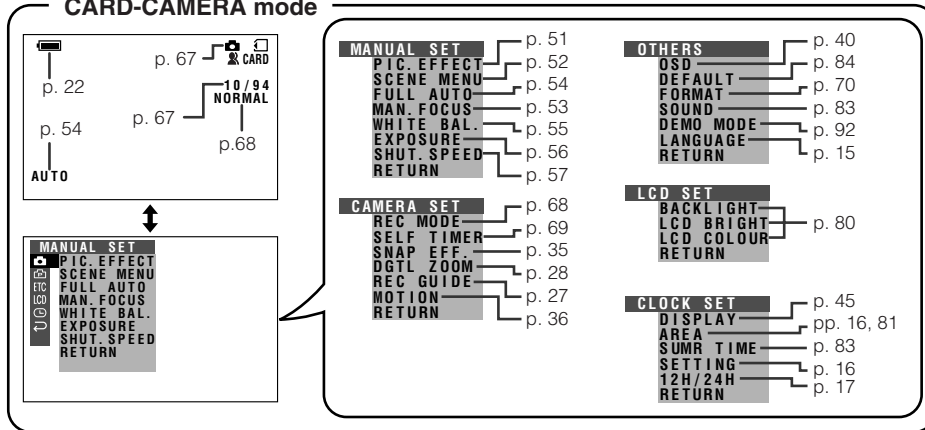 CARD-CAMERA mode
p. 67
CARD
p. 22
10/94
NORMAL
p. 67
p.68
p. 54
AUTO
MANUAL SET
PIC.EFFECT
SCENE MENU
ETC FULL AUTO
LCD MAN.FOCUS
WHITE BAL.
EXPOSURE
SHUT.SPEED
RETURN
MANUAL SET
PIC.EFFECT p. 51
SCENE MENU p. 52
FULL AUTO p. 54
MAN.FOCUS p. 53
WHITE BAL. p. 55
EXPOSURE p. 56
SHUT.SPEED p. 57
RETURN
CAMERA SET
REC MODE p. 68
SELF TIMER p. 69
SNAP EFF. p. 35
DGTL ZOOM p. 28
REC GUIDE p. 27
MOTION p. 36
RETURN
OTHERS
OSD p. 40
DEFAULT p. 84
FORMAT p. 70
SOUND p. 83
DEMO MODE p. 92
LANGUAGE p. 15
RETURN
LCD SET
BACKLIGHT
LCD BRIGHT p. 80
LCD COLOUR
RETURN
CLOCK SET
DISPLAY p. 45
AREA pp. 16, 81
SUMR TIME p. 83
SETTING p. 16
12H/24H p. 17
RETURN